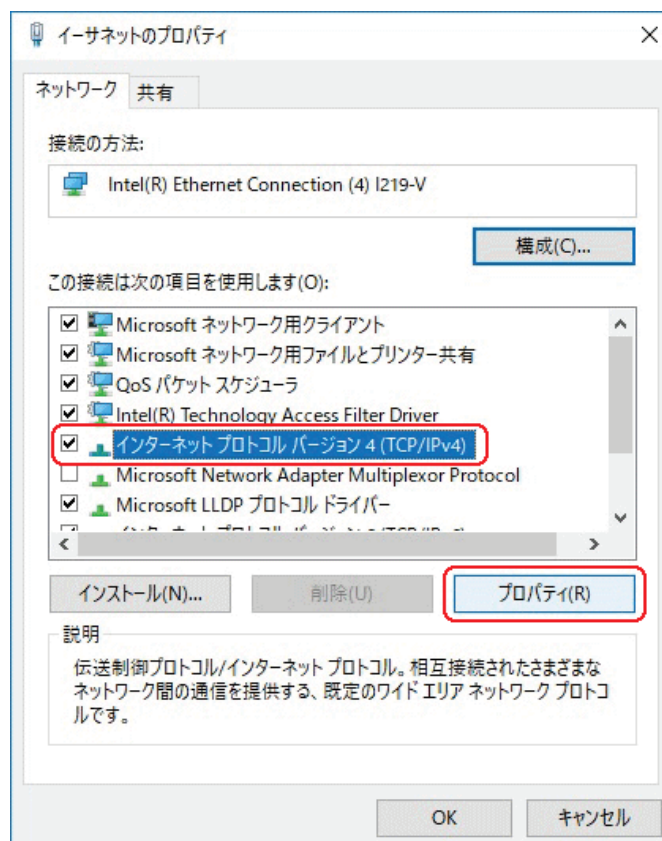 イーサネットのプロパティ
ネットワーク
共有
接続の方法:
Intel(R) Ethernet Connection (4) I219-V
構成(C)...
この接続は次の項目を使用します(O):
Microsoft ネットワーク用クライアント
Microsoft ネットワーク用ファイルとプリンター共有
QoS パケット スケジューラ
Intel(R) Technology Access Filter Driver
インターネット プロトコル バージョン 4 (TCP/IPv4)
Microsoft Network Adapter Multiplexor Protocol
Microsoft LLDP プロトコル ドライバー
インストール(N)...
削除(U)
プロパティ(R)
説明
伝送制御プロトコル/インターネット プロトコル。相互接続されたさまざまな
ネットワーク間の通信を提供する、既定のワイド エリア ネットワーク プロトコ
ルです。
OK
キャンセル